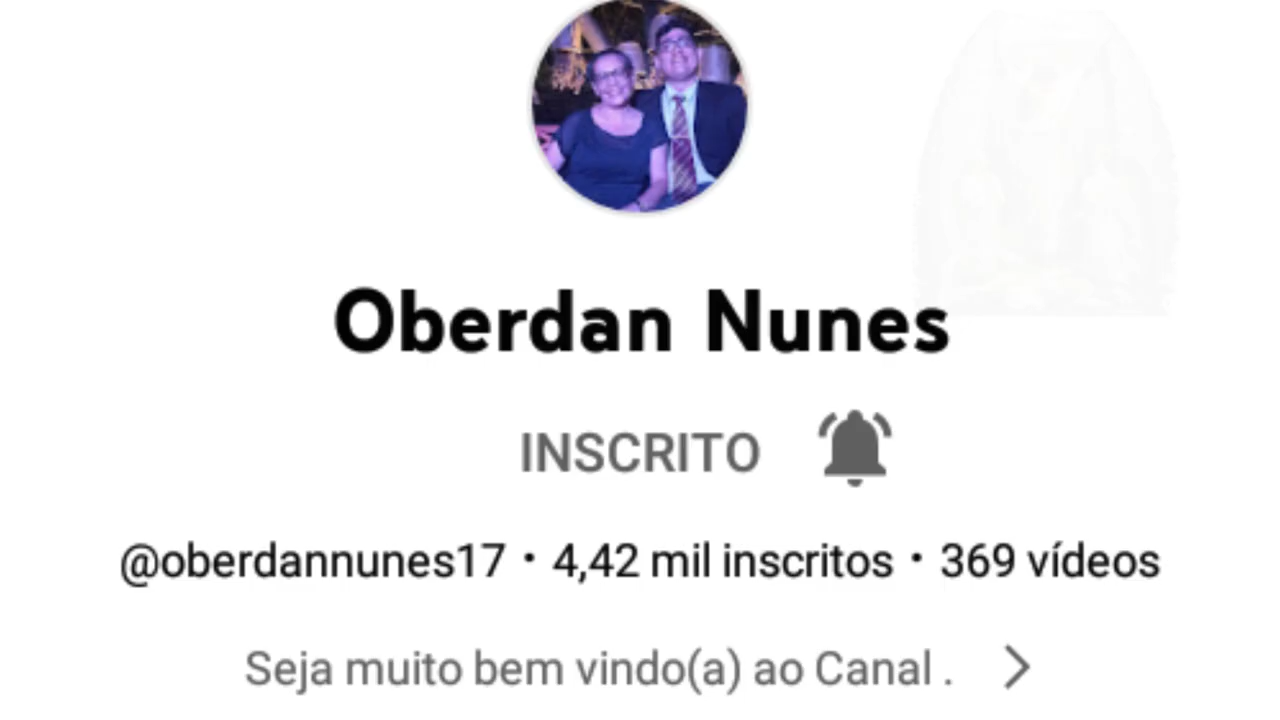 Oberdan Nunes
INSCRITO
@oberdannunes17 • 4,42 mil inscritos • 369 vídeos
Seja muito bem vindo(a) ao Canal .